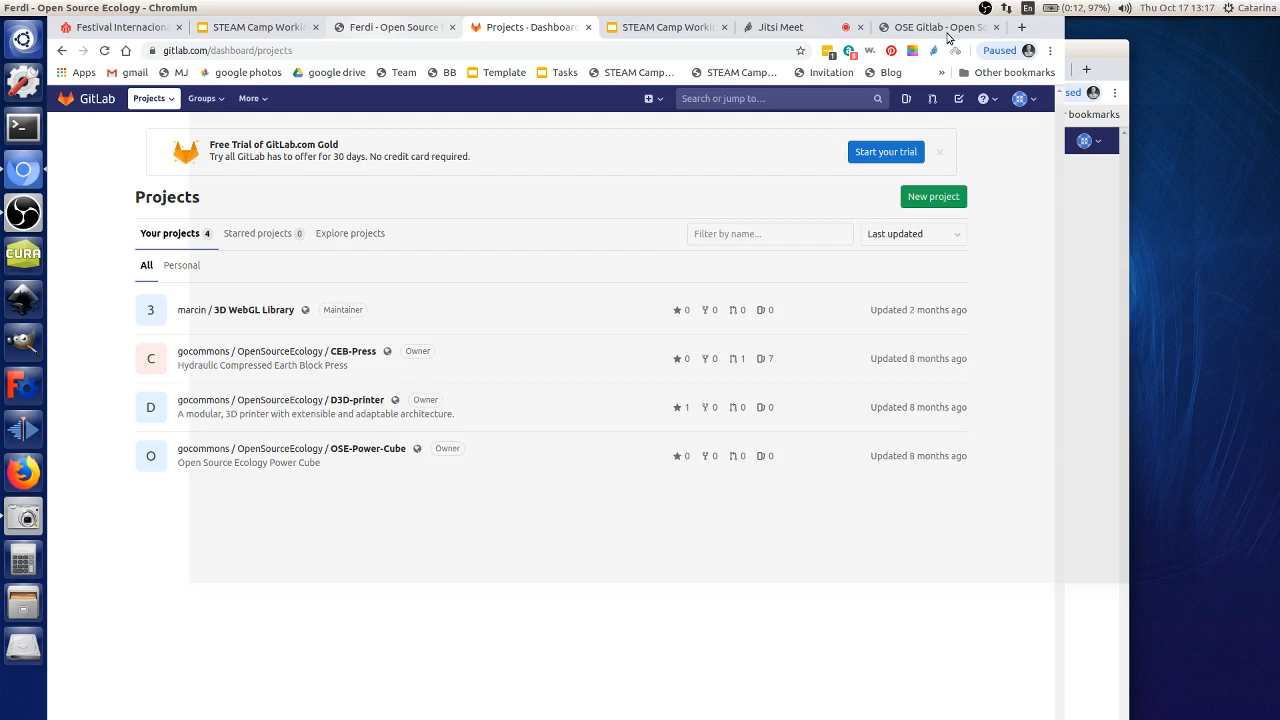 Ferdi - Open Source Ecology - Chromium
En (0:12, 97%) Thu Oct 17 13:17 Catarina
Festival Internaciona STEAM Camp Workin Ferdi - Open Source Projects · Dashboard STEAM Camp Worki Jitsi Meet OSE Gitlab - Open Sc
gitlab.com/dashboard/projects 1 8 W. Paused
Apps gmail MJ google drive Team BB Template Tasks STEAM Camp... STEAM Camp... Invitation Blog » Other bookmarks
sed
bookmarks
GitLab Projects Groups More Search or jump to...
Free Trial of GitLab.com Gold
Try all GitLab has to offer for 30 days. No credit card required.
Start your trial
Projects
New project
Your projects 4 Starred projects 0 Explore projects Filter by name... Last updated
All Personal
3 marcin / 3D WebGL Library Maintainer 0 0 0 0 Updated 2 months ago
C gocommons / OpenSourceEcology / CEB-Press Owner 0 0 1 7 Updated 8 months ago
Hydraulic Compressed Earth Block Press
D gocommons / OpenSourceEcology / D3D-printer Owner 1 0 0 0 Updated 8 months ago
A modular, 3D printer with extensible and adaptable architecture.
O gocommons / OpenSourceEcology / OSE-Power-Cube Owner 0 0 0 0 Updated 8 months ago
Open Source Ecology Power Cube
CURA